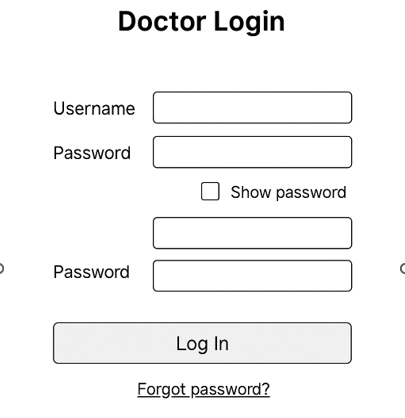 Doctor Login
Username
Password
Show password
Password
Log In
Forgot password?